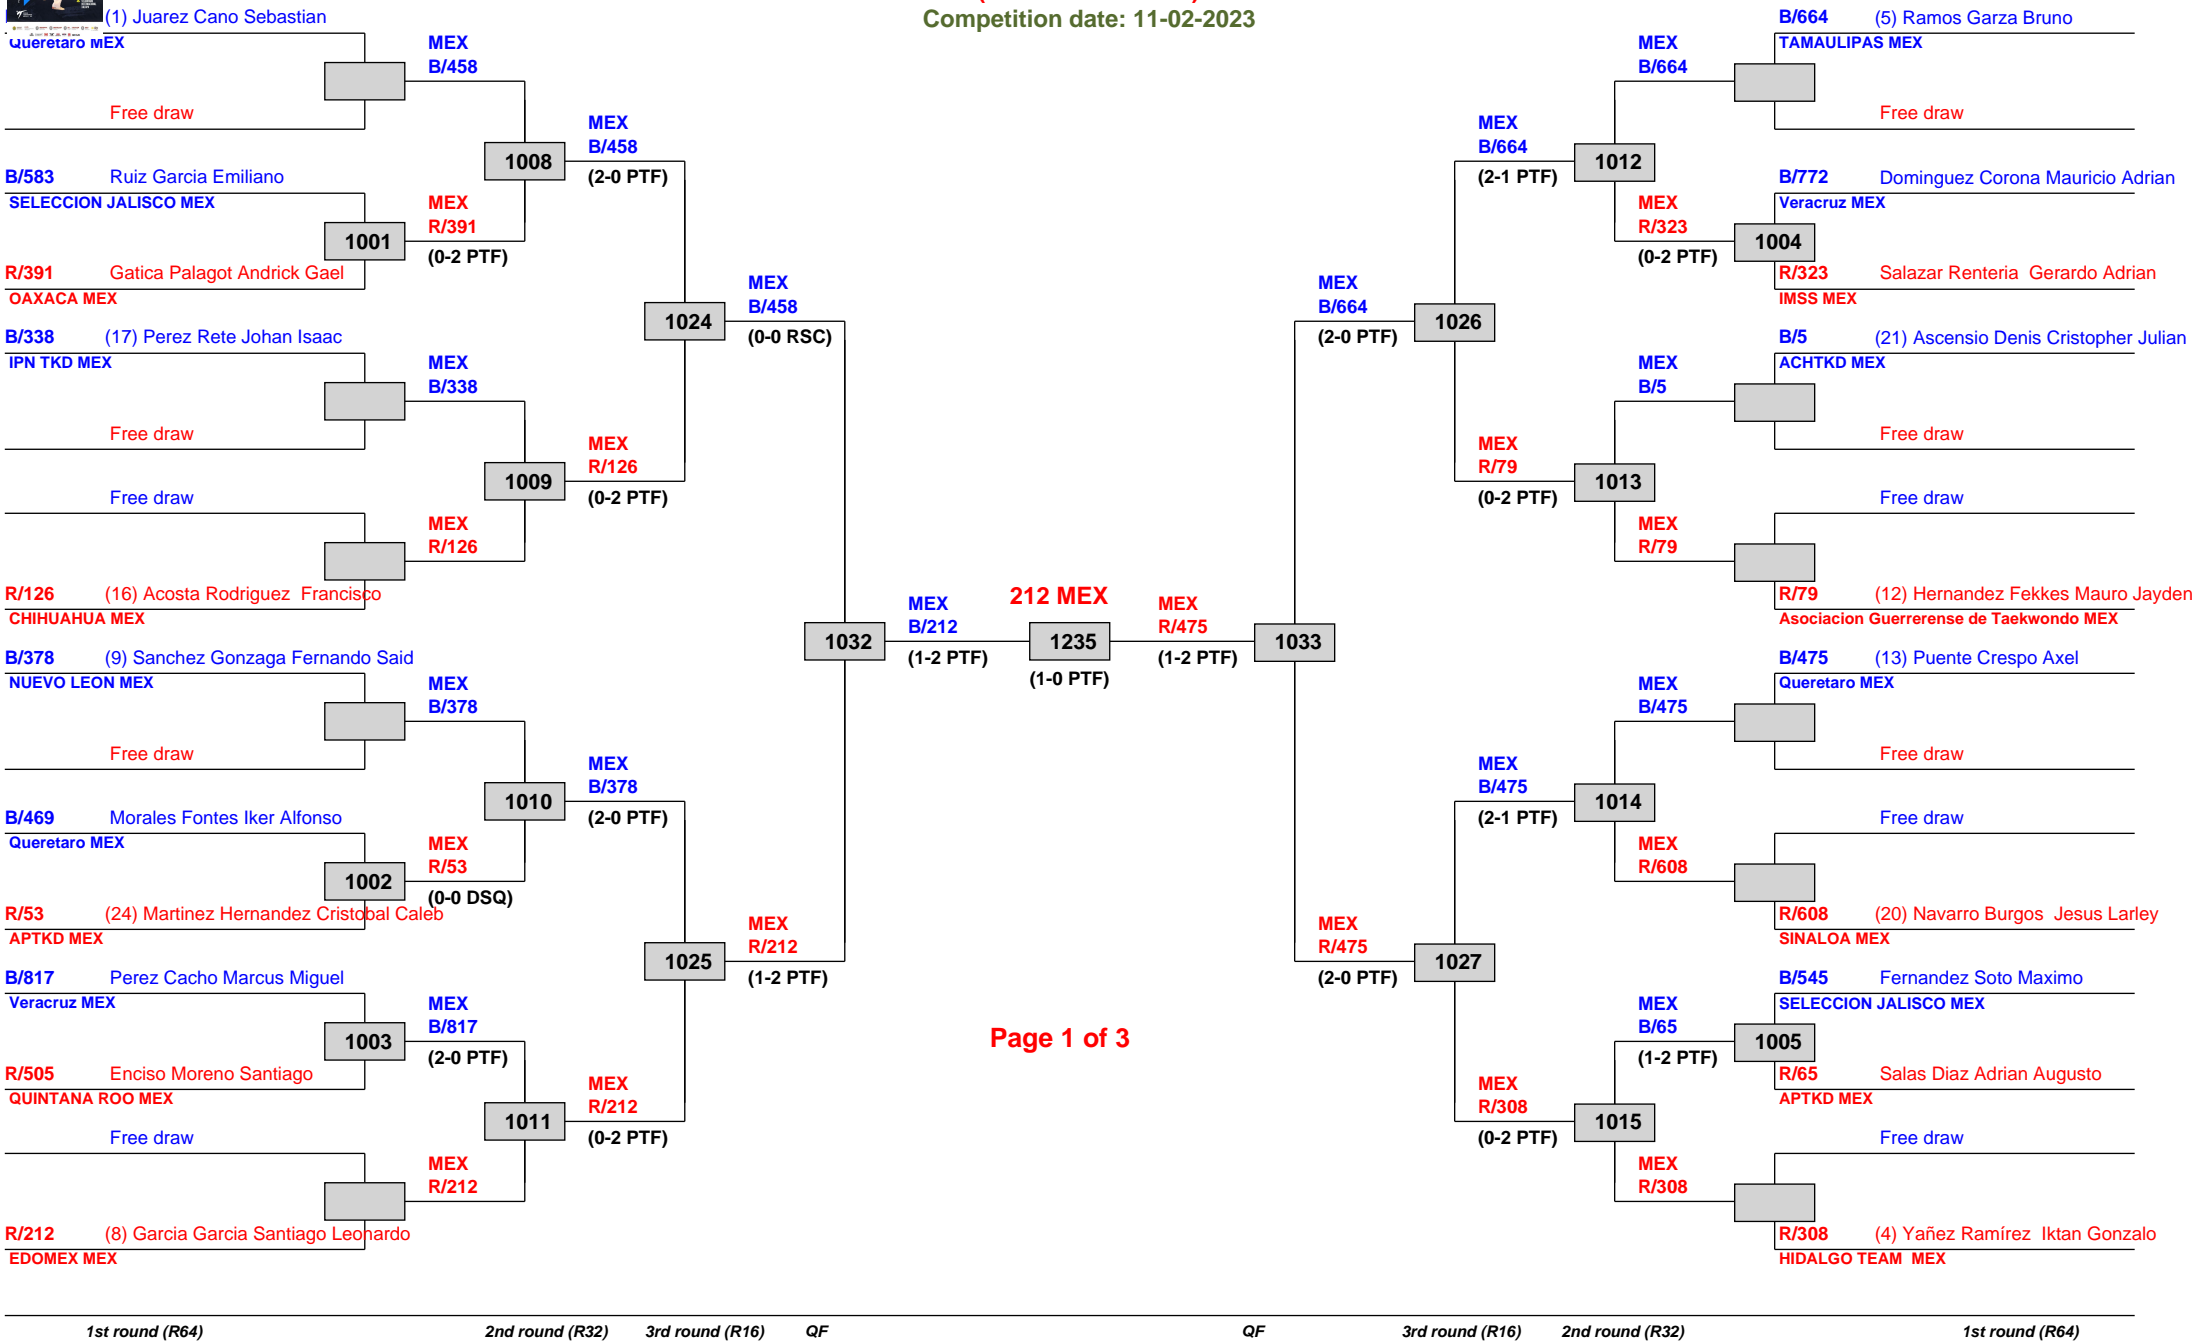 Competition date: 11-02-2023
(1) Juarez Cano Sebastian
Queretaro MEX
Free draw
B/583 Ruiz Garcia Emiliano
SELECCION JALISCO MEX
R/391 Gatica Palagot Andrick Gael
OAXACA MEX
B/338 (17) Perez Rete Johan Isaac
IPN TKD MEX
Free draw
Free draw
R/126 (16) Acosta Rodriguez Francisco
CHIHUAHUA MEX
B/378 (9) Sanchez Gonzaga Fernando Said
NUEVO LEON MEX
Free draw
B/469 Morales Fontes Iker Alfonso
Queretaro MEX
R/53 (24) Martinez Hernandez Cristobal Caleb
APTKD MEX
B/817 Perez Cacho Marcus Miguel
Veracruz MEX
R/505 Enciso Moreno Santiago
QUINTANA ROO MEX
Free draw
R/212 (8) Garcia Garcia Santiago Leonardo
EDOMEX MEX
1001
1002
1003
MEX
B/458
MEX
R/391
(0-2 PTF)
MEX
B/338
MEX
R/126
MEX
B/378
MEX
R/53
(0-0 DSQ)
MEX
B/817
(2-0 PTF)
MEX
R/212
1008
1009
1010
1011
MEX
B/458
(2-0 PTF)
MEX
R/126
(0-2 PTF)
MEX
B/378
(2-0 PTF)
MEX
R/212
(0-2 PTF)
1024
1025
MEX
B/458
(0-0 RSC)
MEX
R/212
(1-2 PTF)
1032
MEX
B/212
(1-2 PTF)
212 MEX
1235
(1-0 PTF)
MEX
R/475
(1-2 PTF)
1033
Page 1 of 3
MEX
B/664
(2-0 PTF)
MEX
R/475
(2-0 PTF)
1026
1027
MEX
B/664
(2-1 PTF)
MEX
R/79
(0-2 PTF)
MEX
B/475
(2-1 PTF)
MEX
R/308
(0-2 PTF)
1012
1013
1014
1015
MEX
B/664
MEX
R/323
(0-2 PTF)
MEX
B/5
MEX
R/79
MEX
B/475
MEX
R/608
MEX
B/65
(1-2 PTF)
MEX
R/308
1004
1005
B/664 (5) Ramos Garza Bruno
TAMAULIPAS MEX
Free draw
B/772 Dominguez Corona Mauricio Adrian
Veracruz MEX
R/323 Salazar Renteria Gerardo Adrian
IMSS MEX
B/5 (21) Ascensio Denis Cristopher Julian
ACHTKD MEX
Free draw
Free draw
R/79 (12) Hernandez Fekkes Mauro Jayden
Asociacion Guerrerense de Taekwondo MEX
B/475 (13) Puente Crespo Axel
Queretaro MEX
Free draw
Free draw
R/608 (20) Navarro Burgos Jesus Larley
SINALOA MEX
B/545 Fernandez Soto Maximo
SELECCION JALISCO MEX
R/65 Salas Diaz Adrian Augusto
APTKD MEX
Free draw
R/308 (4) Yañez Ramírez Iktan Gonzalo
HIDALGO TEAM MEX
1st round (R64) 2nd round (R32) 3rd round (R16) QF QF 3rd round (R16) 2nd round (R32) 1st round (R64)